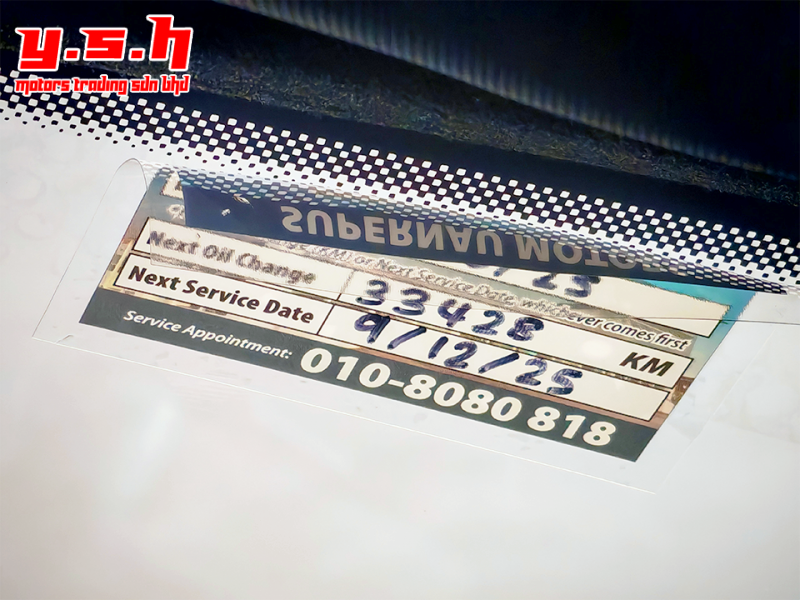 y.s.h
motors trading sdn bhd
SUPERNAU MOTOR
(KM) or Next Service Date, whichever comes first
Next Oil Change 33428 KM
Next Service Date 9/12/25
Service Appointment: 010-8080 818